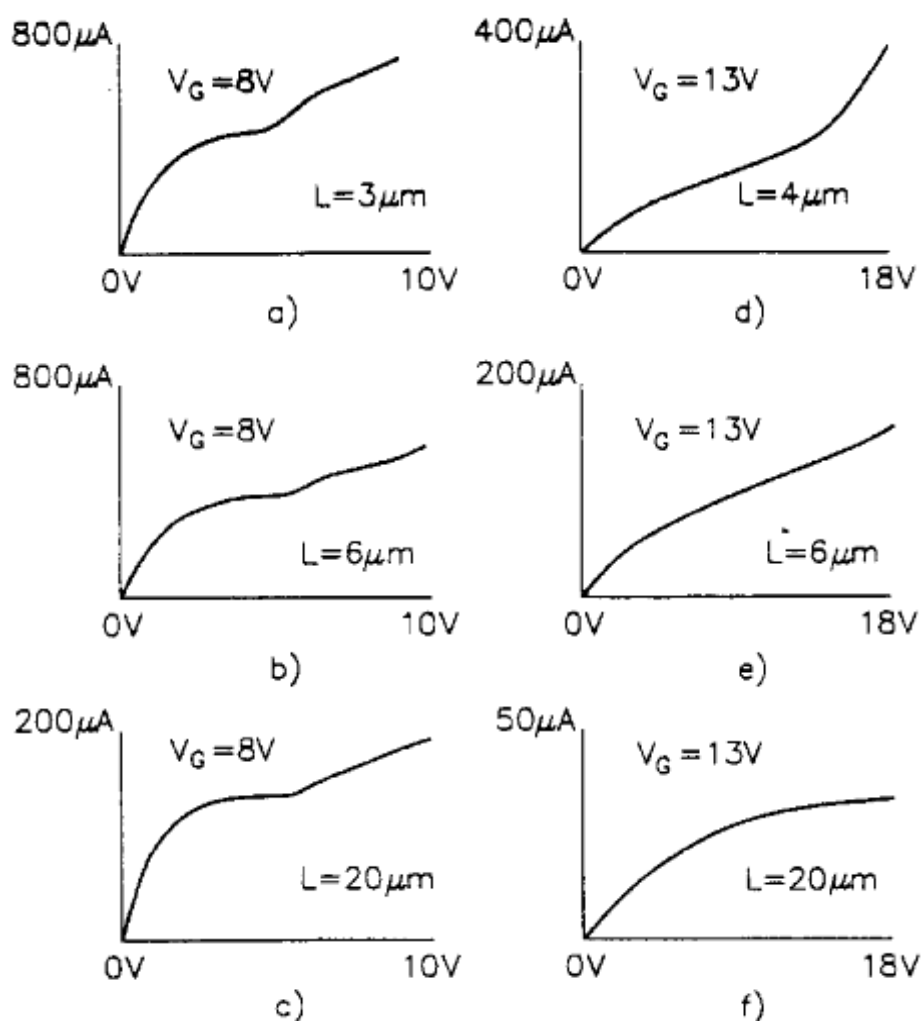 800μA
V_G=8V
L=3μm
0V 10V
a)
400μA
V_G=13V
L=4μm
0V 18V
d)
800μA
V_G=8V
L=6μm
0V 10V
b)
200μA
V_G=13V
L=6μm
0V 18V
e)
200μA
V_G=8V
L=20μm
0V 10V
c)
50μA
V_G=13V
L=20μm
0V 18V
f)